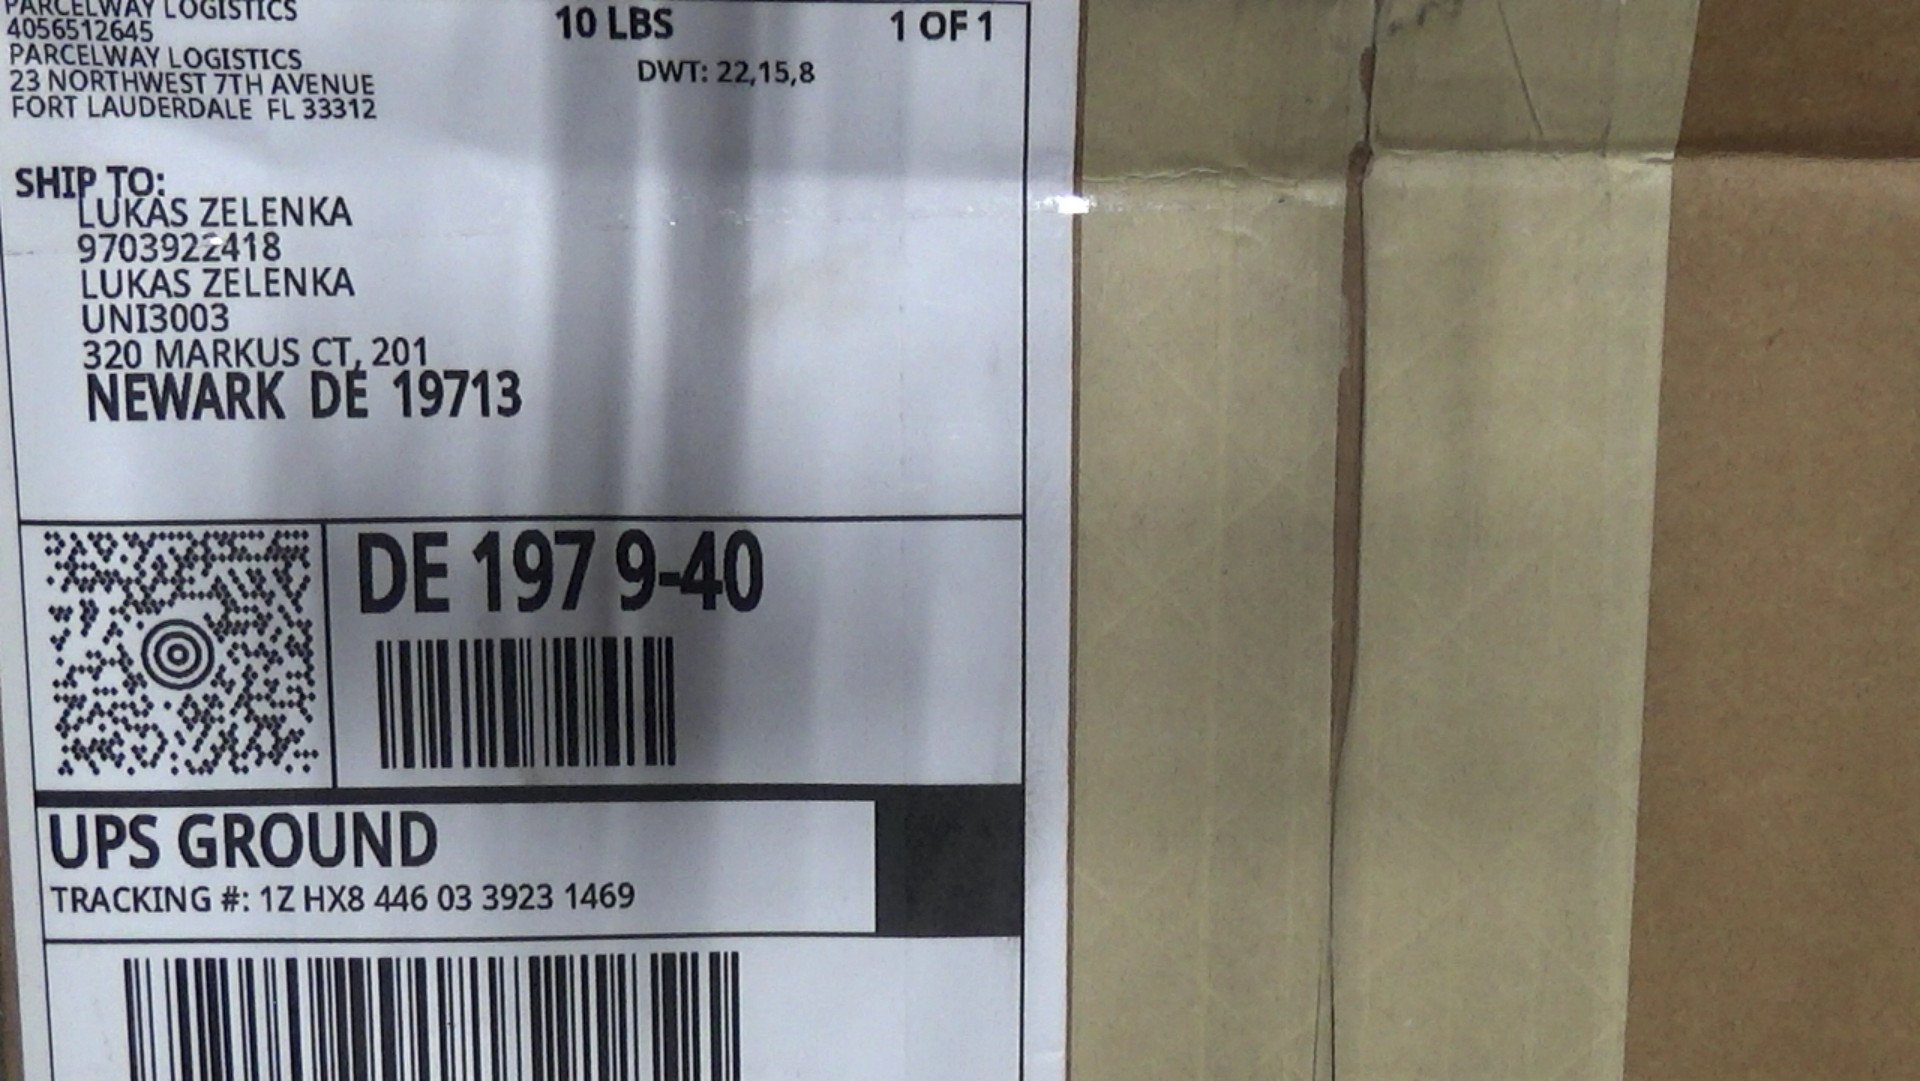 PARCELWAY LOGISTICS
4056512645
PARCELWAY LOGISTICS
23 NORTHWEST 7TH AVENUE
FORT LAUDERDALE FL 33312
10 LBS
1 OF 1
DWT: 22,15,8
SHIP TO:
LUKAS ZELENKA
9703922418
LUKAS ZELENKA
UNI3003
320 MARKUS CT, 201
NEWARK DE 19713
DE 197 9-40
UPS GROUND
TRACKING #: 1Z HX8 446 03 3923 1469